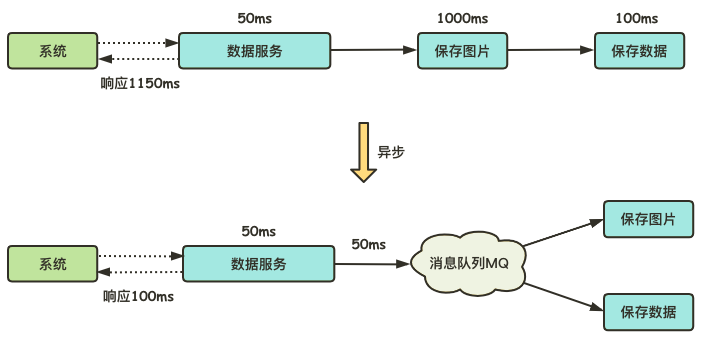 50ms
1000ms
100ms
系统
数据服务
保存图片
保存数据
响应1150ms
异步
50ms
50ms
保存图片
系统
数据服务
消息队列MQ
响应100ms
保存数据